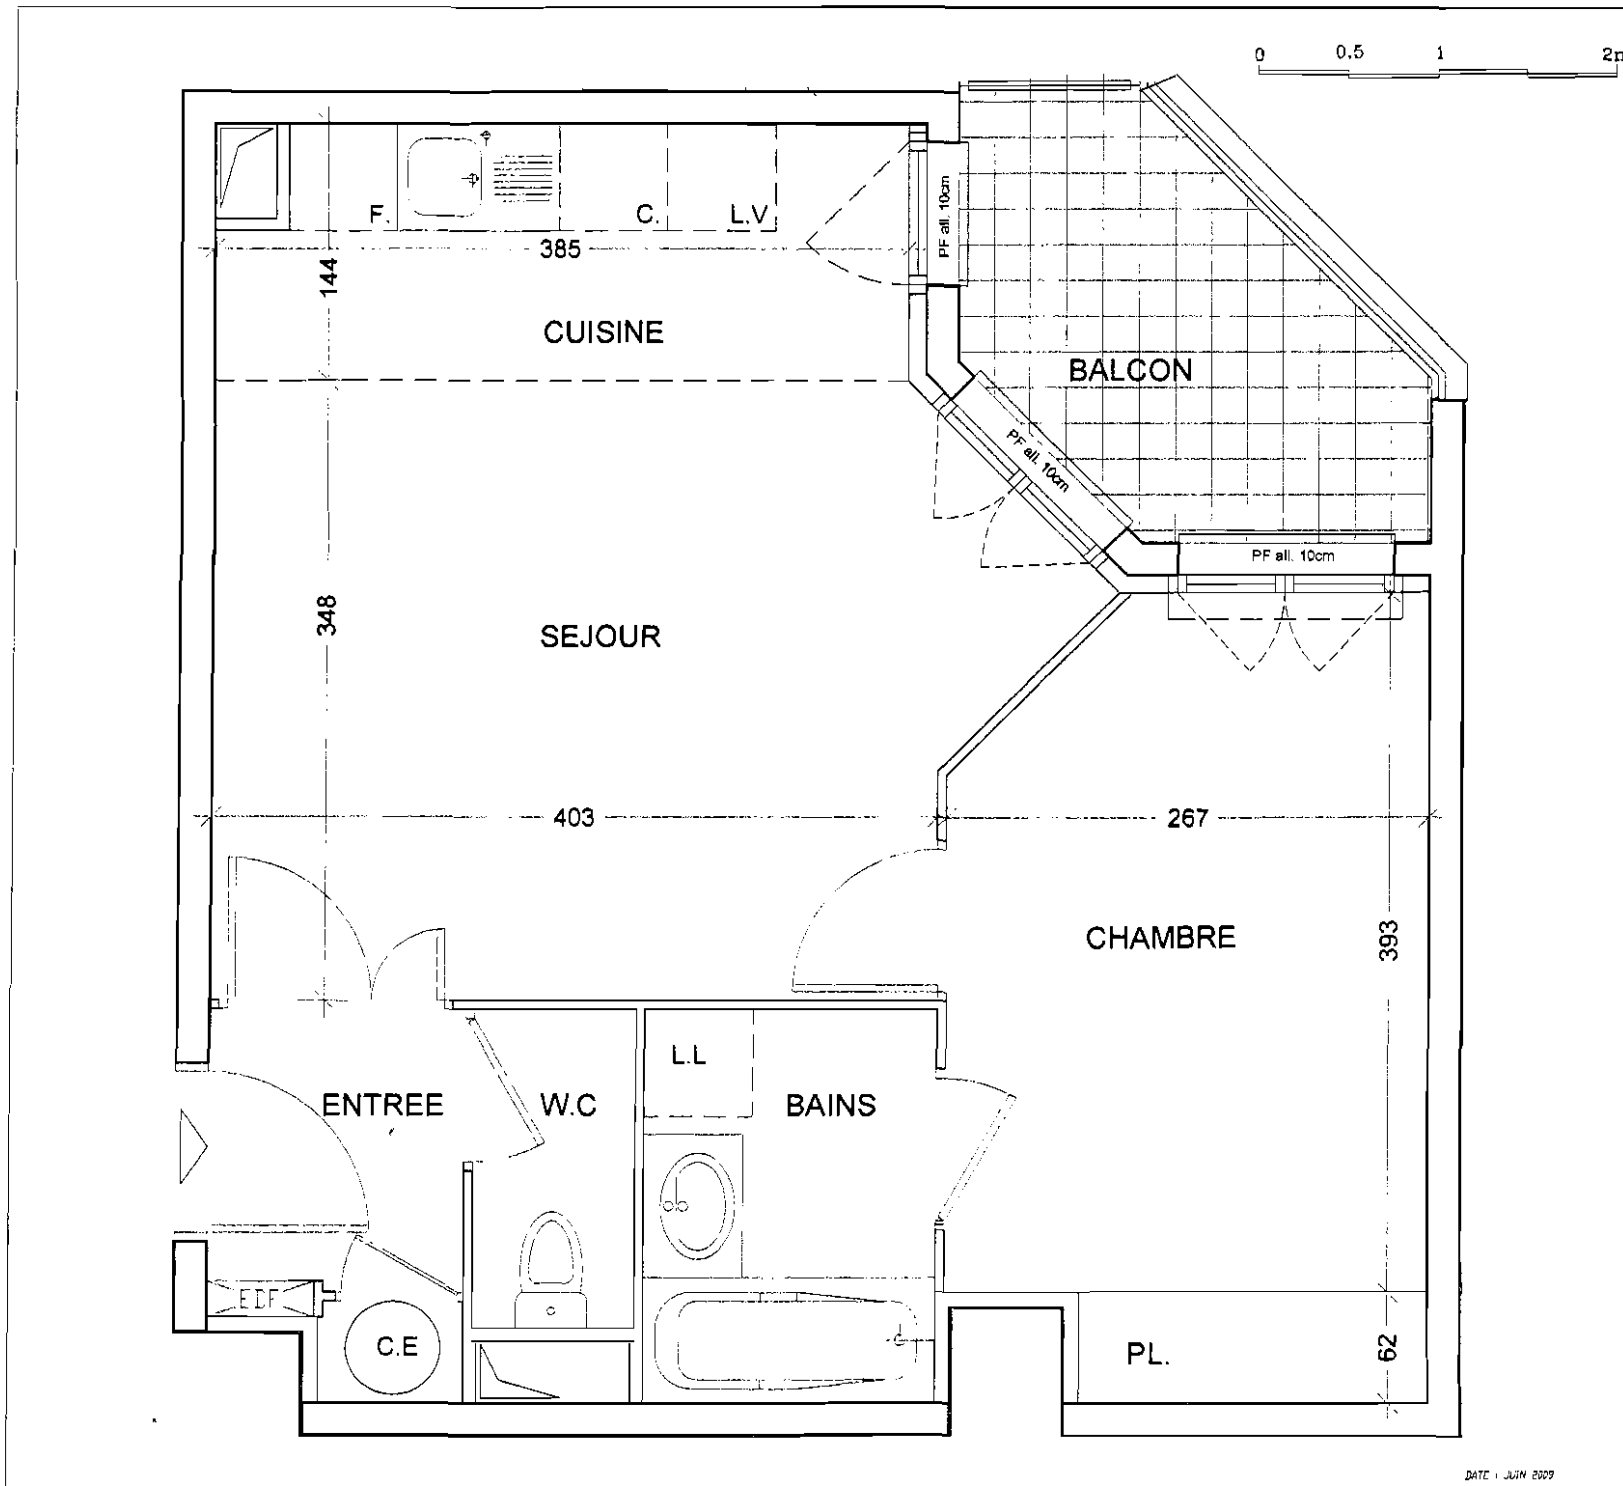 0 0.5 1 2m
F. C. L.V
385
144
CUISINE
PF all. 10cm
BALCON
PF all. 10cm
PF all. 10cm
348
SEJOUR
403
267
CHAMBRE
393
L.L
ENTREE
W.C
BAINS
EDF
C.E
PL.
62
DATE : JUIN 2009